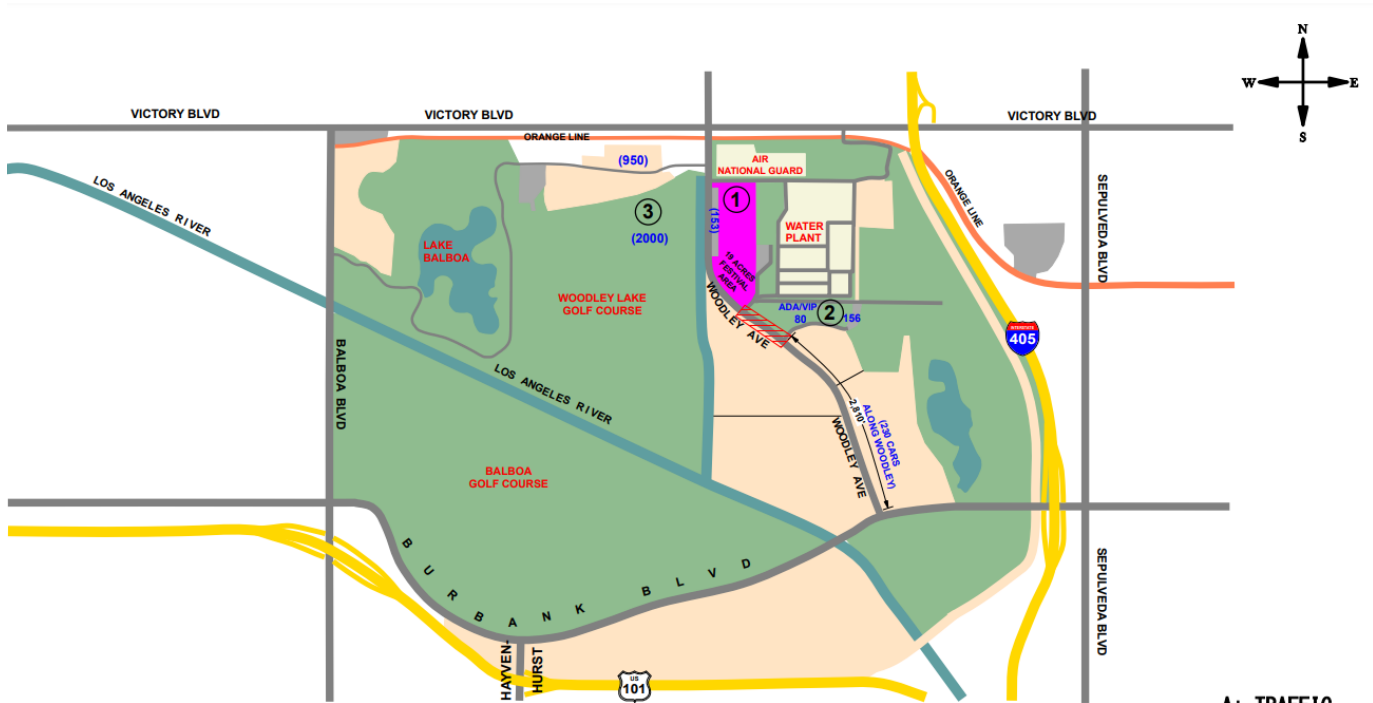 N
W
E
S
VICTORY BLVD
VICTORY BLVD
VICTORY BLVD
ORANGE LINE
(950)
AIR
NATIONAL GUARD
LOS ANGELES RIVER
ORANGE LINE
SEPULVEDA BLVD
1
3
(153)
(2000)
WATER
PLANT
LAKE
BALBOA
19 ACRES
FESTIVAL
AREA
WOODLEY LAKE
GOLF COURSE
WOODLEY AVE
ADA/VIP
80
2
156
INTERSTATE
405
BALBOA BLVD
LOS ANGELES RIVER
2,810'
(230 CARS
ALONG WOODLEY)
WOODLEY AVE
BALBOA
GOLF COURSE
BURBANK BLVD
SEPULVEDA BLVD
HAYVEN-
HURST
US
101